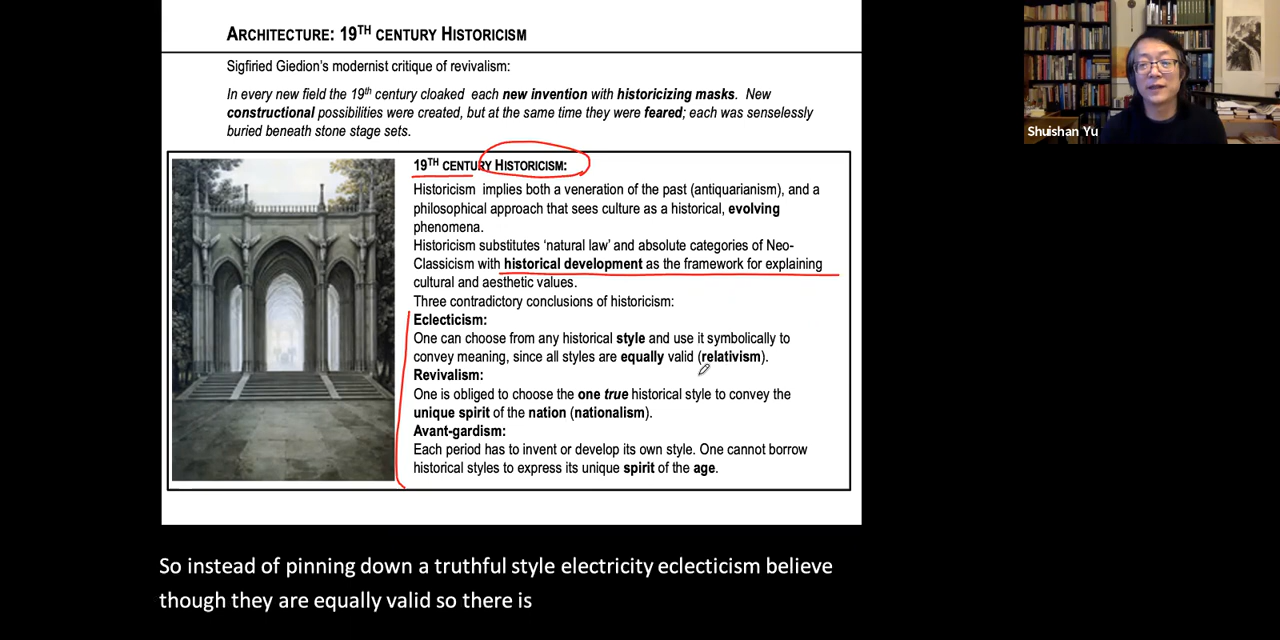 ARCHITECTURE: 19TH CENTURY HISTORICISM
Sigfiried Giedion's modernist critique of revivalism:
In every new field the 19th century cloaked each new invention with historicizing masks. New
constructional possibilities were created, but at the same time they were feared; each was senselessly
buried beneath stone stage sets.
19TH CENTURY HISTORICISM:
Historicism implies both a veneration of the past (antiquarianism), and a
philosophical approach that sees culture as a historical, evolving
phenomena.
Historicism substitutes 'natural law' and absolute categories of Neo-
Classicism with historical development as the framework for explaining
cultural and aesthetic values.
Three contradictory conclusions of historicism:
Eclecticism:
One can choose from any historical style and use it symbolically to
convey meaning, since all styles are equally valid (relativism).
Revivalism:
One is obliged to choose the one true historical style to convey the
unique spirit of the nation (nationalism).
Avant-gardism:
Each period has to invent or develop its own style. One cannot borrow
historical styles to express its unique spirit of the age.
Shuishan Yu
So instead of pinning down a truthful style electricity eclecticism believe
though they are equally valid so there is